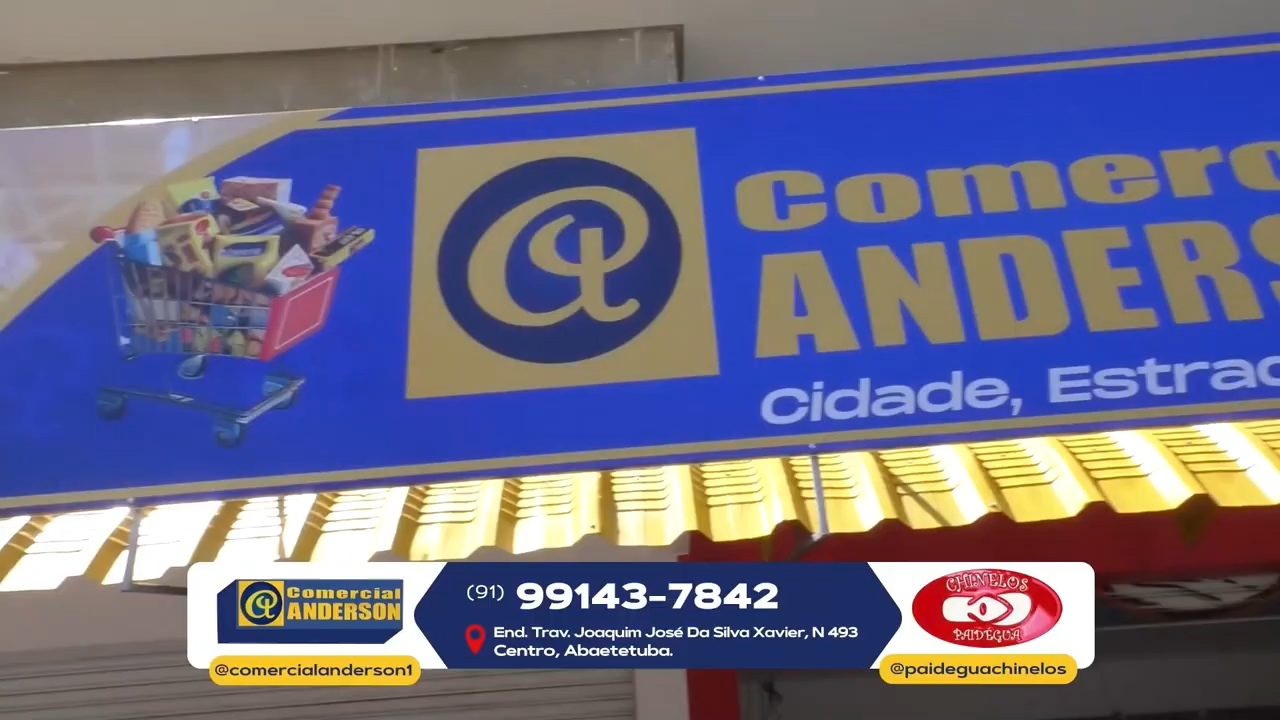 Comerc
ANDERS
Cidade, Estrad
Comercial
ANDERSON
@comercialanderson1
(91) 99143-7842
End. Trav. Joaquim José Da Silva Xavier, N 493
Centro, Abaetetuba.
CHINELOS
PAIDÉGUA
@paideguachinelos